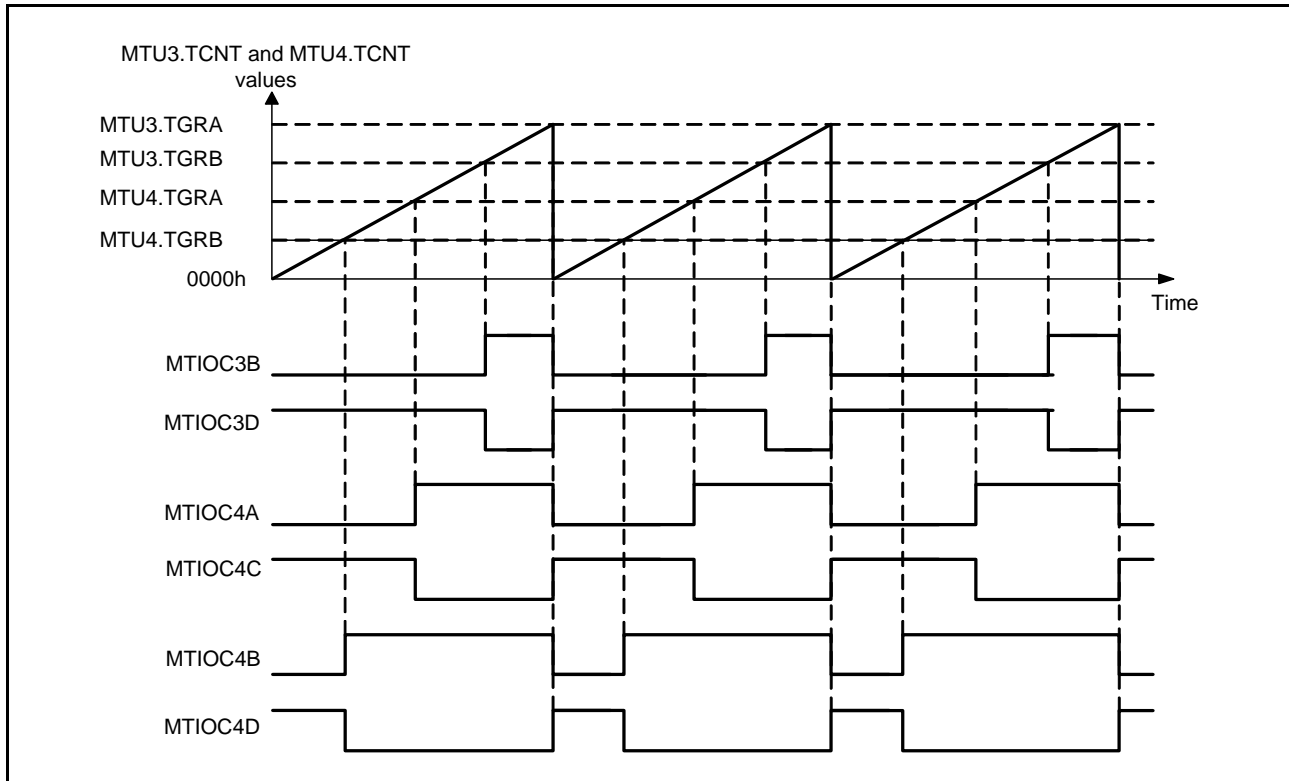 MTU3.TCNT and MTU4.TCNT
values
MTU3.TGRA
MTU3.TGRB
MTU4.TGRA
MTU4.TGRB
0000h
Time
MTIOC3B
MTIOC3D
MTIOC4A
MTIOC4C
MTIOC4B
MTIOC4D